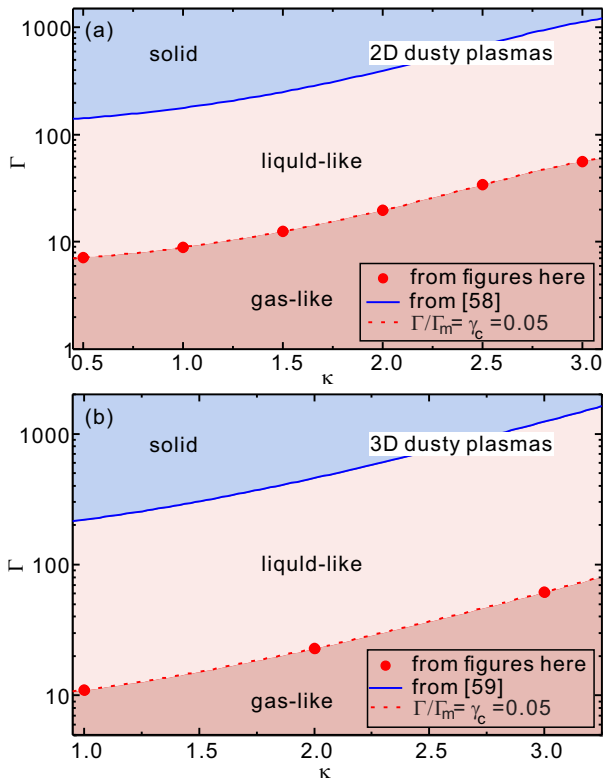 (a)
solid
2D dusty plasmas
liquld-like
gas-like
from figures here
from [58]
Γ/Γm= γc =0.05
1000
100
10
1
Γ
0.5 1.0 1.5 2.0 2.5 3.0
κ
(b)
solid
3D dusty plasmas
liquld-like
gas-like
from figures here
from [59]
Γ/Γm= γc =0.05
1000
100
10
Γ
1.0 1.5 2.0 2.5 3.0
κ